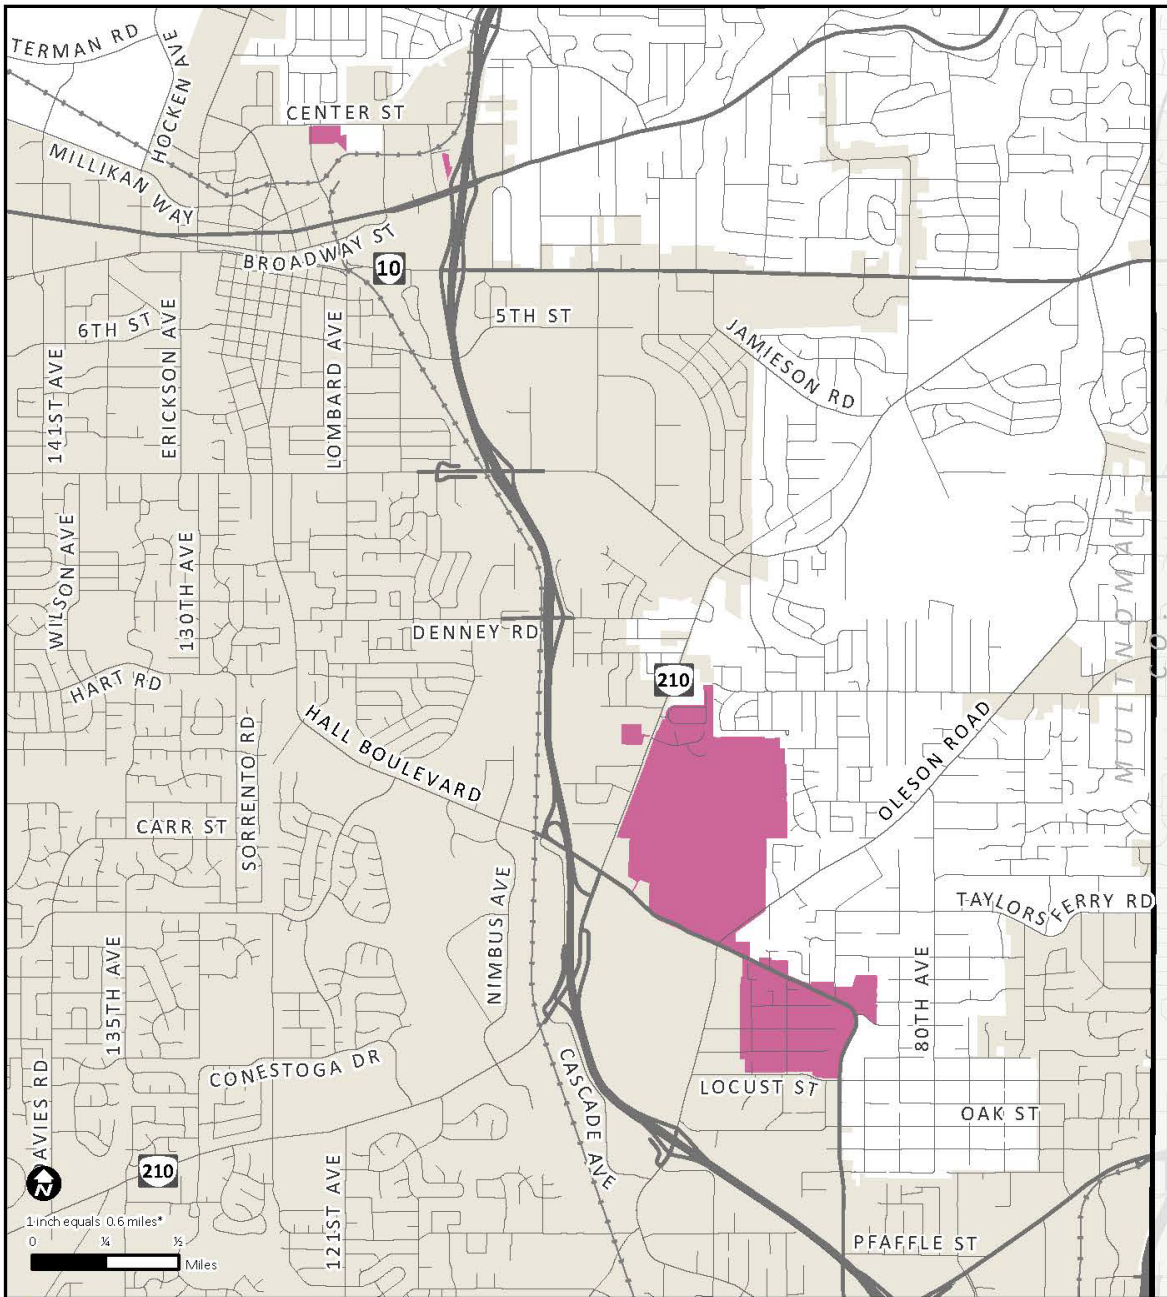 TERMAN RD
HOCKEN AVE
CENTER ST
MILLIKAN WAY
BROADWAY ST
10
6TH ST
5TH ST
JAMIESON RD
141ST AVE
ERICKSON AVE
LOMBARD AVE
WILSON AVE
130TH AVE
DENNEY RD
MULTNOMAH
CO.
HART RD
210
HALL BOULEVARD
SORRENTO RD
OLESON ROAD
CARR ST
NIMBUS AVE
TAYLORS FERRY RD
135TH AVE
80TH AVE
CONESTOGA DR
CASCADE AVE
LOCUST ST
OAK ST
DAVIES RD
210
121ST AVE
N
PFAFFLE ST
1 inch equals 0.6 miles*
0 ¼ ½
Miles